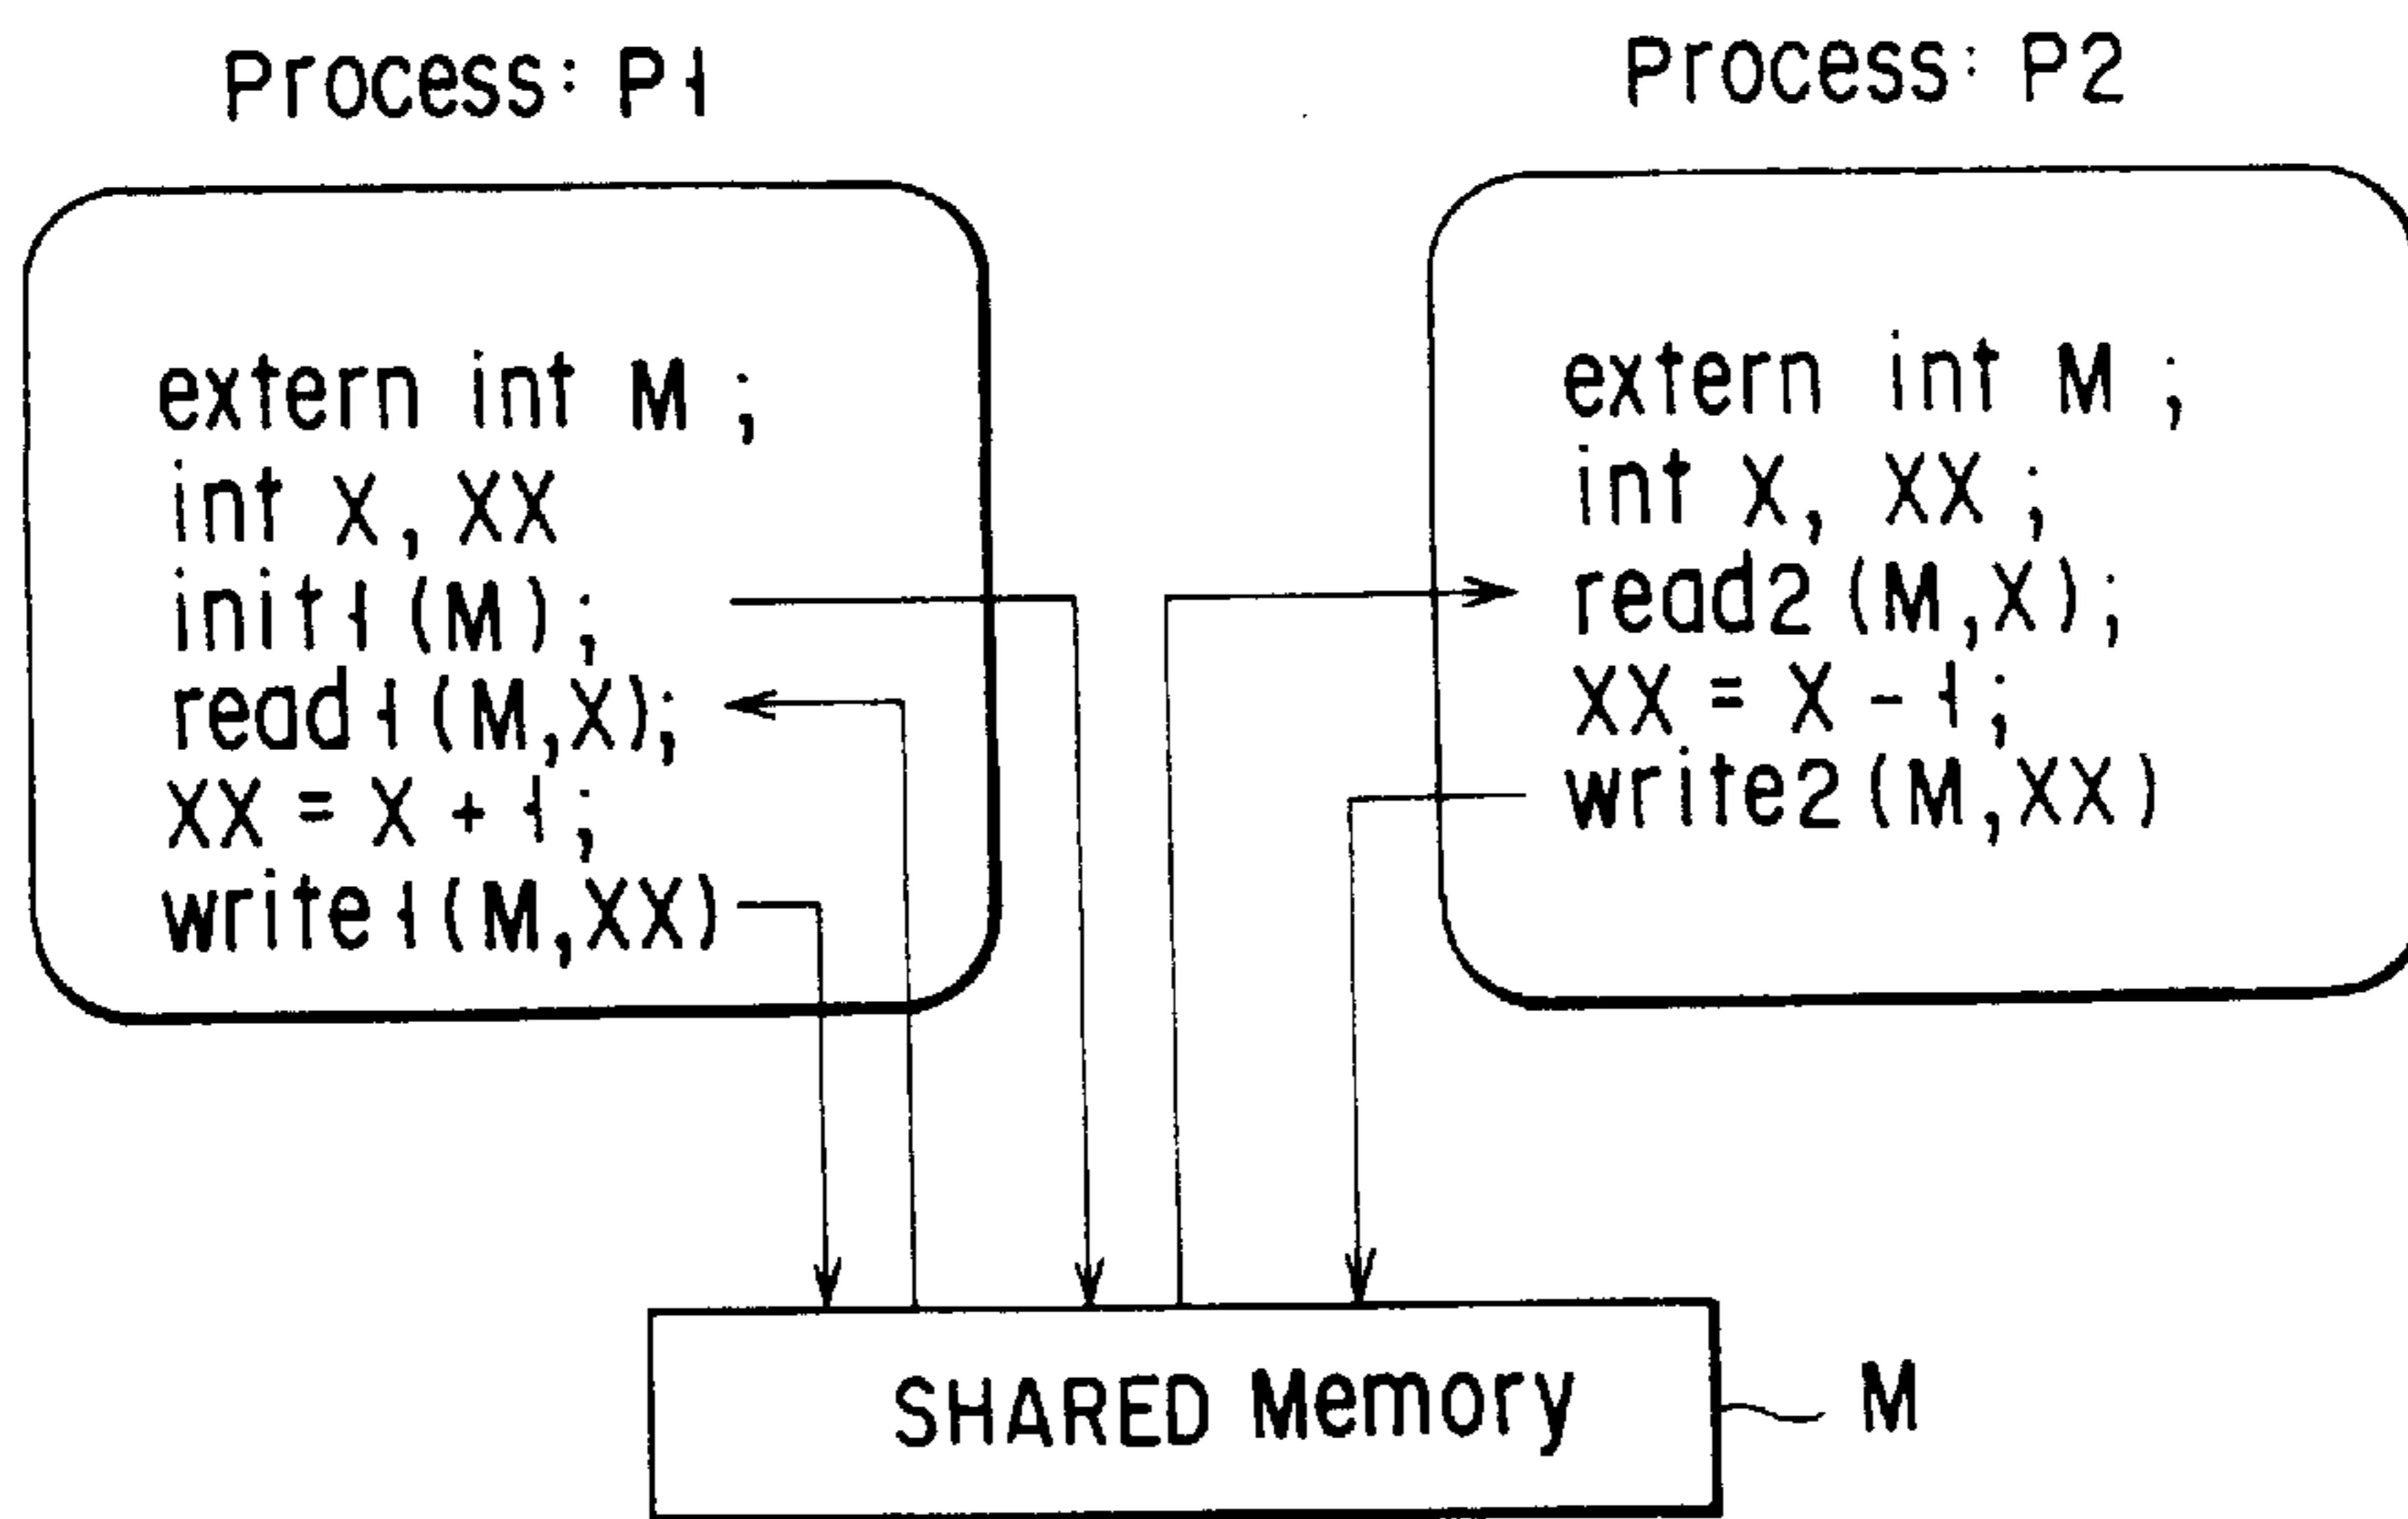 Process: P1
extern int M ;
int X, XX
init1 (M);
read1 (M,X);
XX = X + 1 ;
write1 (M,XX)
Process: P2
extern int M ;
int X, XX ;
read2 (M,X);
XX = X - 1 ;
write2 (M,XX)
SHARED Memory
M